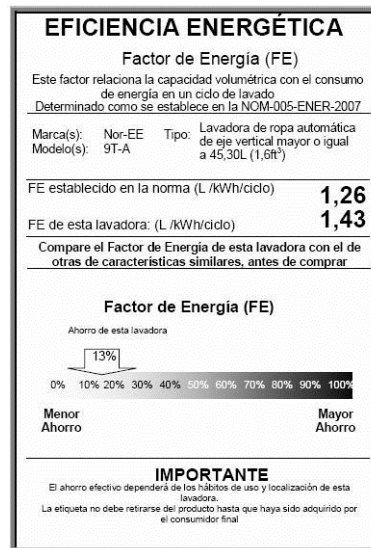 EFICIENCIA ENERGÉTICA
Factor de Energía (FE)
Este factor relaciona la capacidad volumétrica con el consumo
de energía en un ciclo de lavado
Determinado como se establece en la NOM-005-ENER-2007
Marca(s): Nor-EE Tipo: Lavadora de ropa automática
Modelo(s): 9T-A de eje vertical mayor o igual
a 45,30L (1,6ft³)
FE establecido en la norma (L /kWh/ciclo) 1,26
FE de esta lavadora: (L /kWh/ciclo) 1,43
Compare el Factor de Energía de esta lavadora con el de
otras de características similares, antes de comprar
Factor de Energía (FE)
Ahorro de esta lavadora
13%
0% 10% 20% 30% 40% 50% 60% 70% 80% 90% 100%
Menor Mayor
Ahorro Ahorro
IMPORTANTE
El ahorro efectivo dependerá de los hábitos de uso y localización de esta
lavadora.
La etiqueta no debe retirarse del producto hasta que haya sido adquirido por
el consumidor final